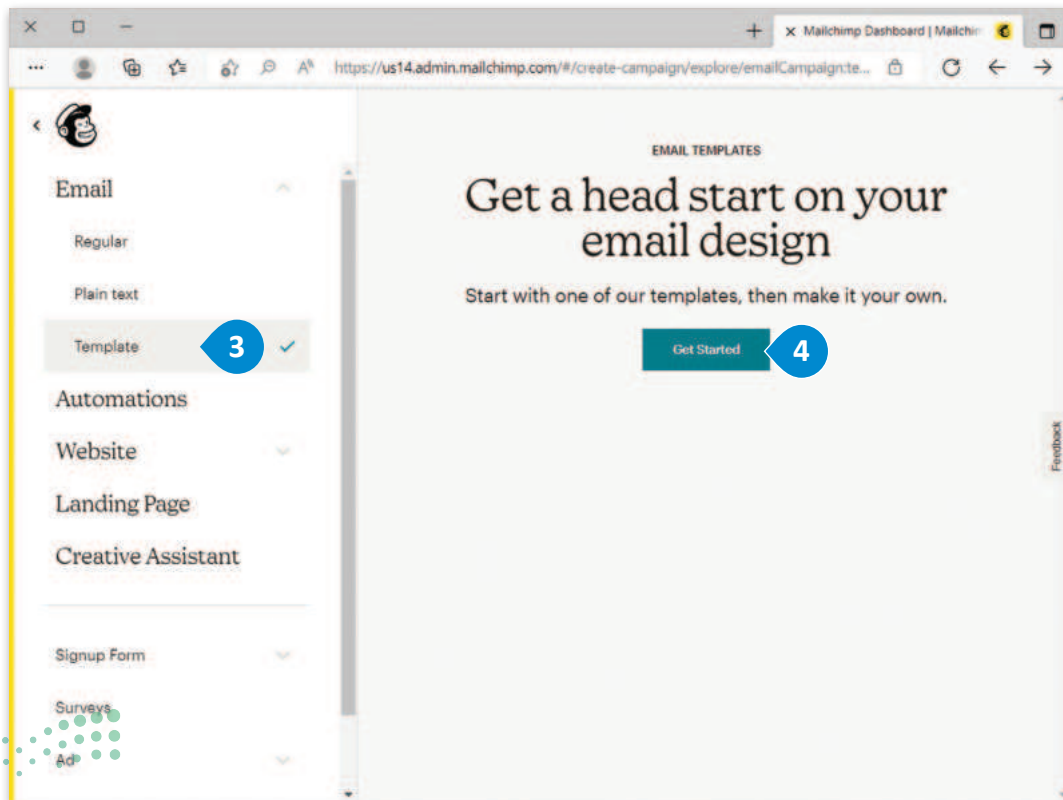 Mailchimp Dashboard | Mailchim
https://us14.admin.mailchimp.com/#/create-campaign/explore/emailCampaign:te...
Email
Regular
Plain text
Template
3
Automations
Website
Landing Page
Creative Assistant
Signup Form
Surveys
Ad
EMAIL TEMPLATES
Get a head start on your
email design
Start with one of our templates, then make it your own.
Get Started
4
Feedback